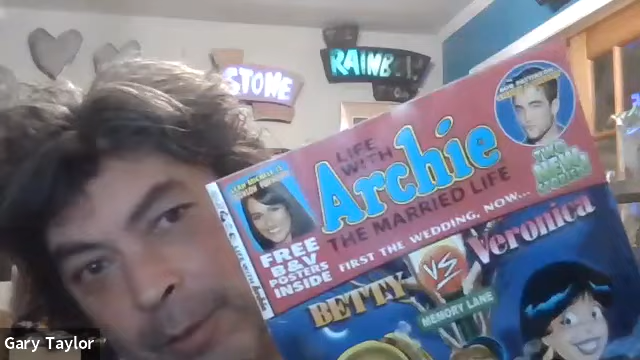 STONE
RAINBOW
LIFE
WITH
Archie
THE MARRIED LIFE
FREE
B&V
POSTERS
INSIDE
FIRST THE WEDDING. NOW...
BETTY
VS
Veronica
MEMORY LANE
Gary Taylor